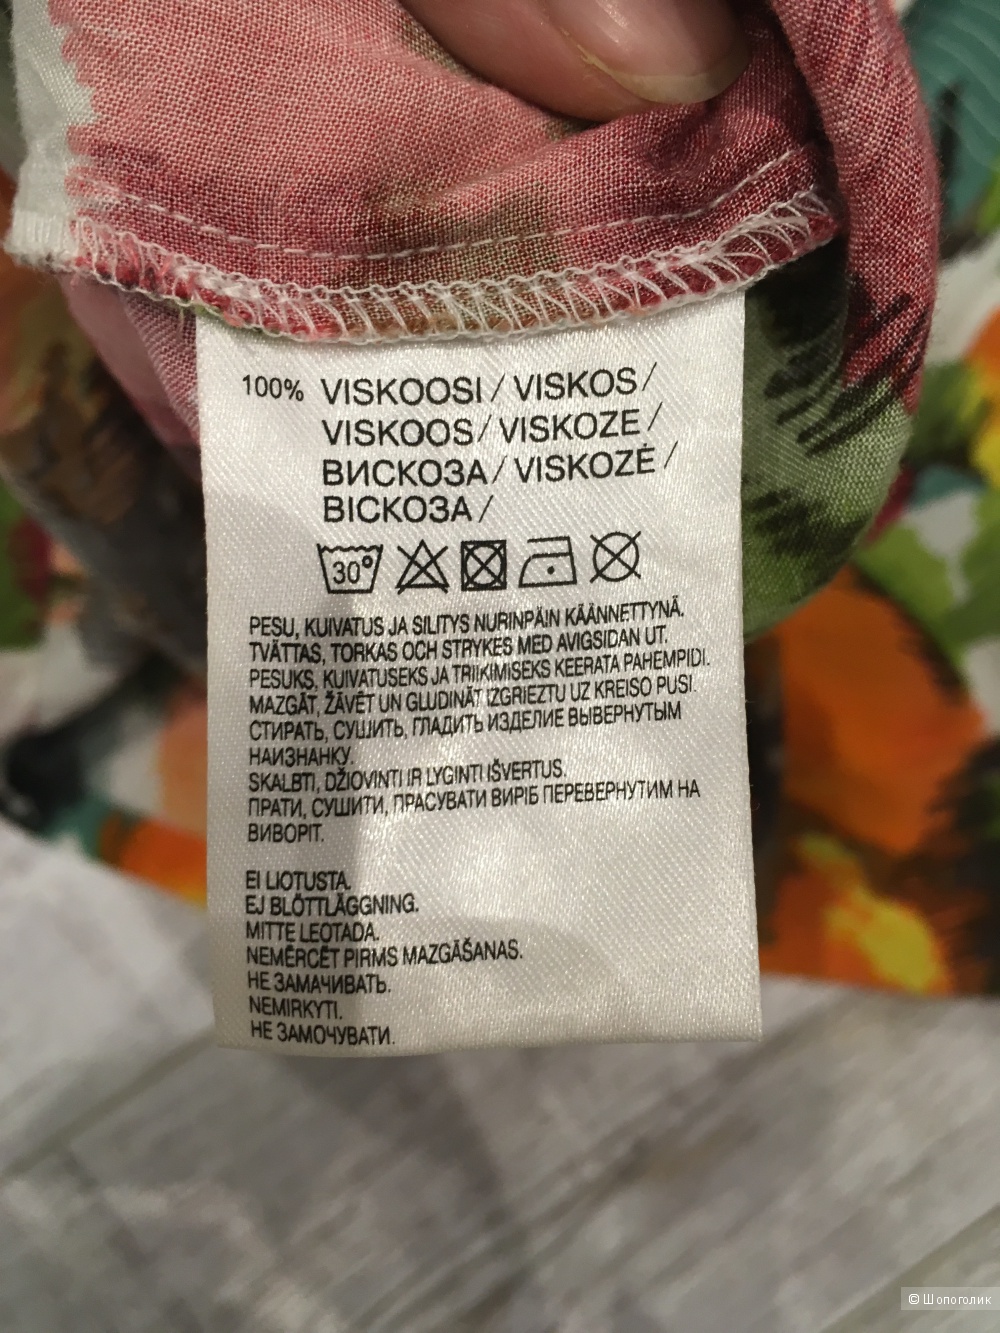 100% VISKOOSI / VISKOS /
VISKOOS / VISKOZE /
ВИСКОЗА / VISKOZĖ /
ВІСКОЗА /
30°
PESU, KUIVATUS JA SILITYS NURINPÄIN KÄÄNNETTYNÄ.
TVÄTTAS, TORKAS OCH STRYKES MED AVIGSIDAN UT.
PESUKS, KUIVATUSEKS JA TRIIKIMISEKS KEERATA PAHEMPIDI.
MAZGĀT, ŽĀVĒT UN GLUDINĀT IZGRIEZTU UZ KREISO PUSI.
СТИРАТЬ, СУШИТЬ, ГЛАДИТЬ ИЗДЕЛИЕ ВЫВЕРНУТЫМ
НАИЗНАНКУ.
SKALBTI, DŽIOVINTI IR LYGINTI IŠVERTUS.
ПРАТИ, СУШИТИ, ПРАСУВАТИ ВИРІБ ПЕРЕВЕРНУТИМ НА
ВИВОРІТ.
EI LIOTUSTA.
EJ BLÖTTLÄGGNING.
MITTE LEOTADA.
NEMĒRCĒT PIRMS MAZGĀŠANAS.
НЕ ЗАМАЧИВАТЬ.
NEMIRKYTI.
НЕ ЗАМОЧУВАТИ.
© Шопоголик